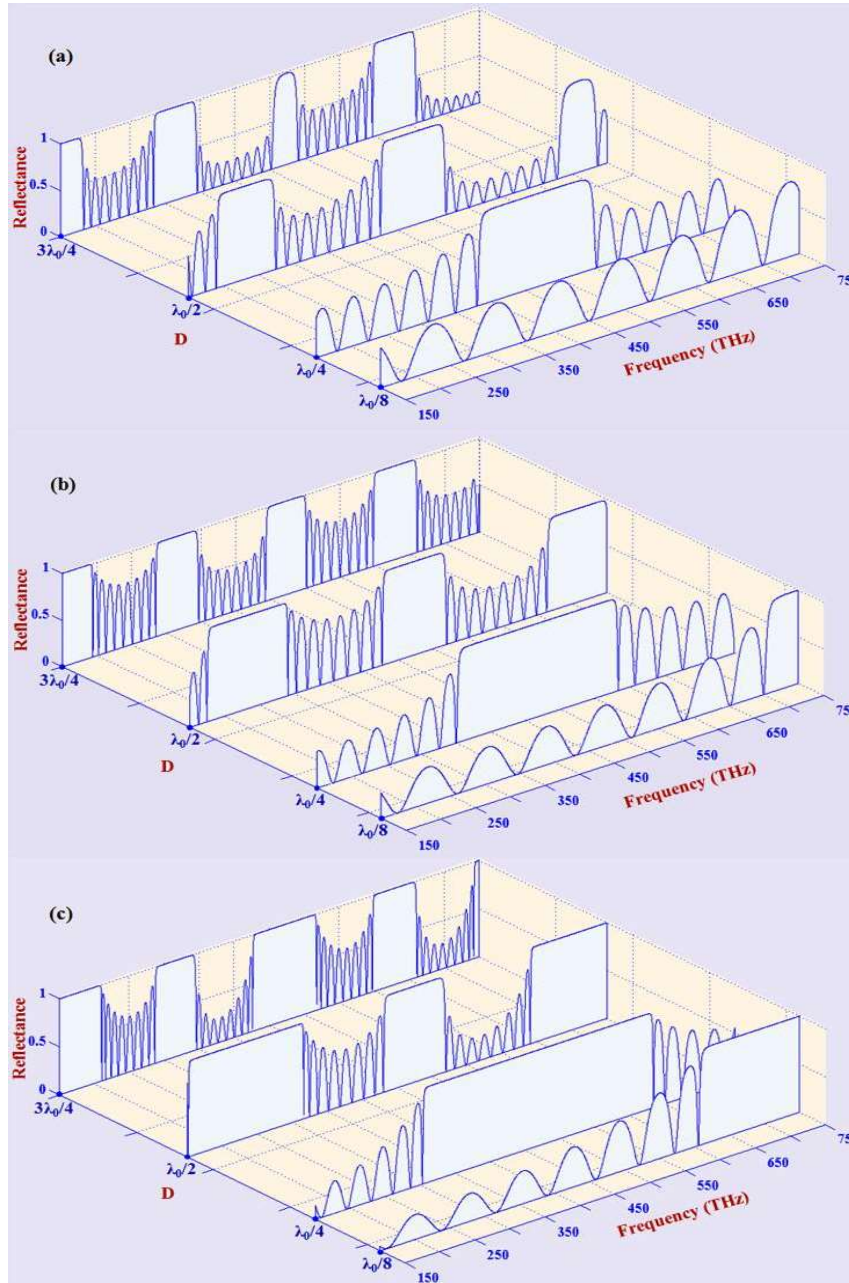 (a)
1
0.5
0
Reflectance
3λ₀/4
λ₀/2
λ₀/4
λ₀/8
D
150
250
350
450
550
650
75
Frequency (THz)
(b)
1
0.5
0
Reflectance
3λ₀/4
λ₀/2
λ₀/4
λ₀/8
D
150
250
350
450
550
650
75
Frequency (THz)
(c)
1
0.5
0
Reflectance
3λ₀/4
λ₀/2
λ₀/4
λ₀/8
D
150
250
350
450
550
650
75
Frequency (THz)